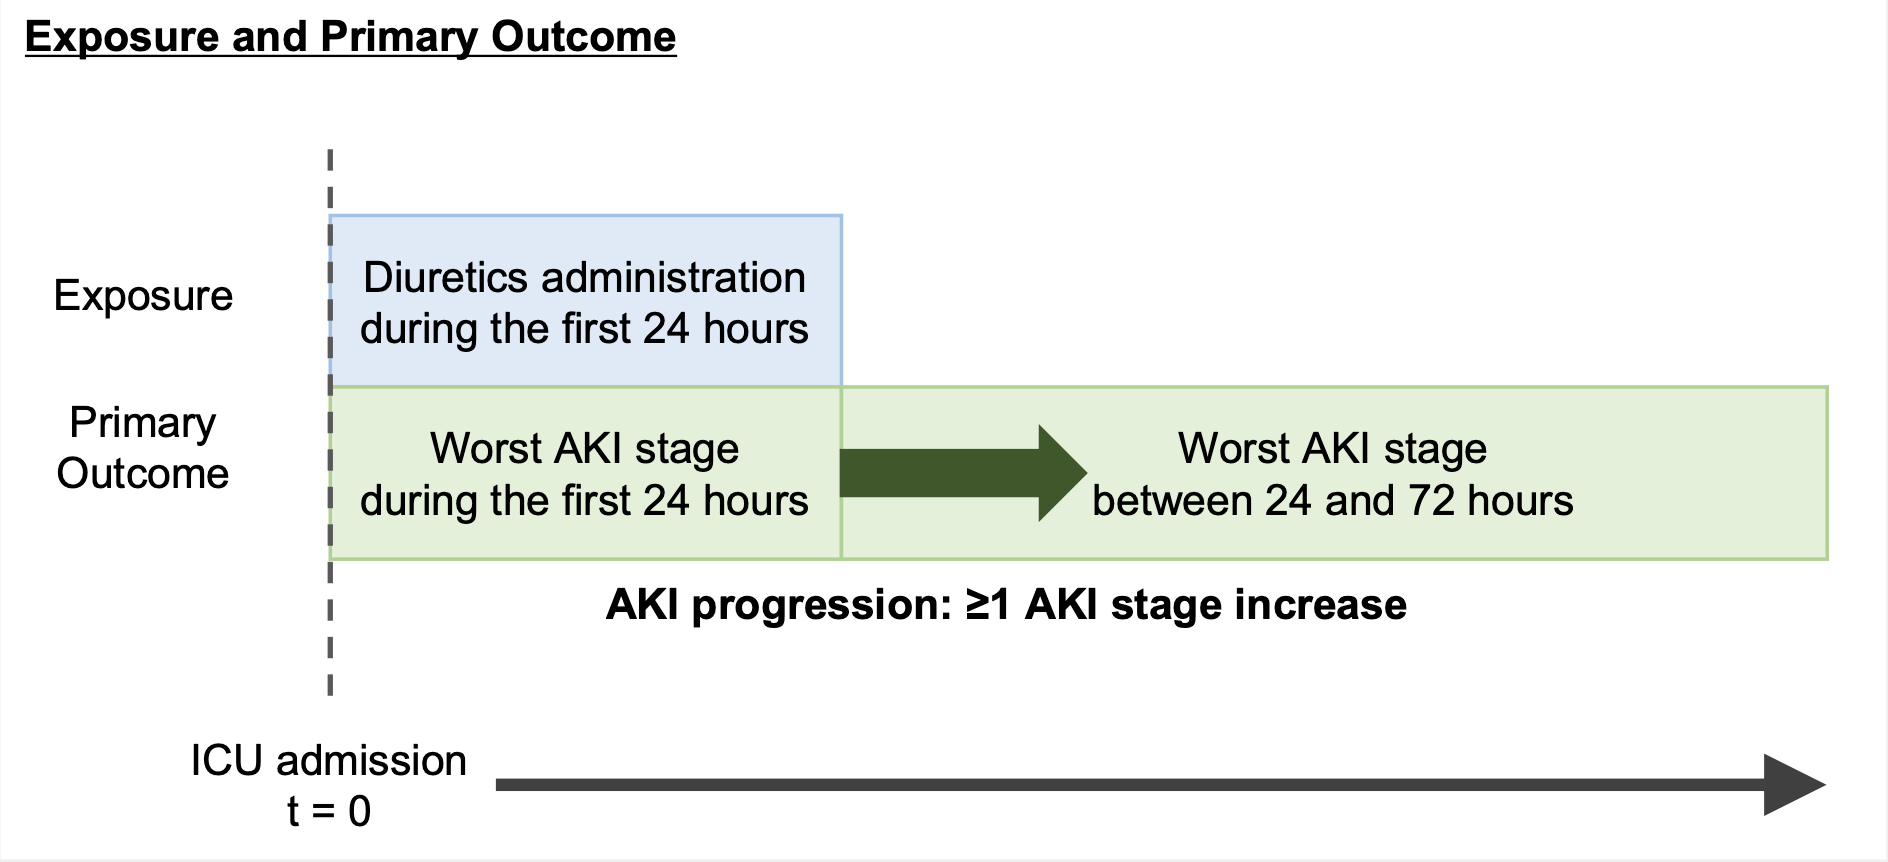 Exposure and Primary Outcome
Exposure
Diuretics administration
during the first 24 hours
Primary
Outcome
Worst AKI stage
during the first 24 hours
Worst AKI stage
between 24 and 72 hours
AKI progression: ≥1 AKI stage increase
ICU admission
t = 0